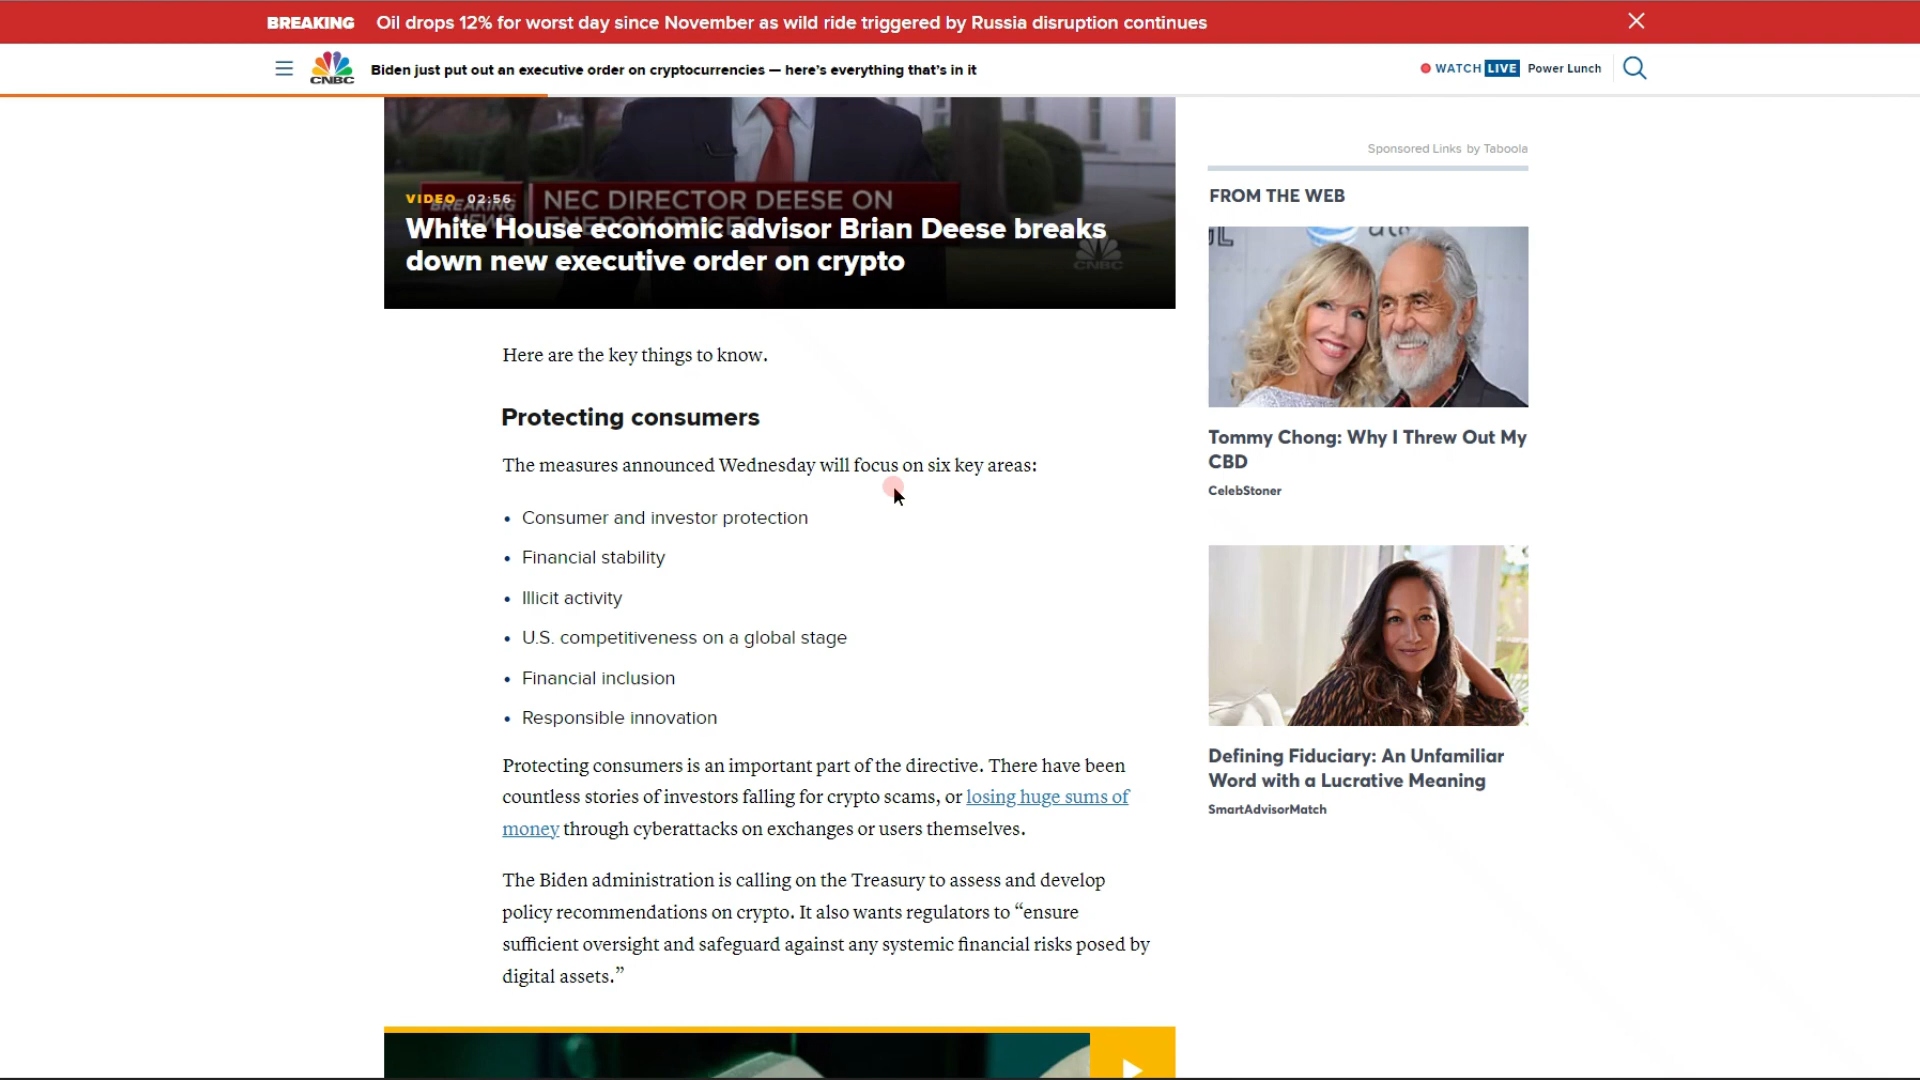 BREAKING Oil drops 12% for worst day since November as wild ride triggered by Russia disruption continues
CNBC
Biden just put out an executive order on cryptocurrencies — here's everything that's in it
WATCH LIVE Power Lunch
VIDEO 02:56
BREAKING NEWS
NEC DIRECTOR DEESE ON
ENERGY PRICES
White House economic advisor Brian Deese breaks
down new executive order on crypto
CNBC
Here are the key things to know.
Protecting consumers
The measures announced Wednesday will focus on six key areas:
• Consumer and investor protection
• Financial stability
• Illicit activity
• U.S. competitiveness on a global stage
• Financial inclusion
• Responsible innovation
Protecting consumers is an important part of the directive. There have been
countless stories of investors falling for crypto scams, or losing huge sums of
money through cyberattacks on exchanges or users themselves.
The Biden administration is calling on the Treasury to assess and develop
policy recommendations on crypto. It also wants regulators to “ensure
sufficient oversight and safeguard against any systemic financial risks posed by
digital assets.”
Sponsored Links by Taboola
FROM THE WEB
Tommy Chong: Why I Threw Out My
CBD
CelebStoner
Defining Fiduciary: An Unfamiliar
Word with a Lucrative Meaning
SmartAdvisorMatch